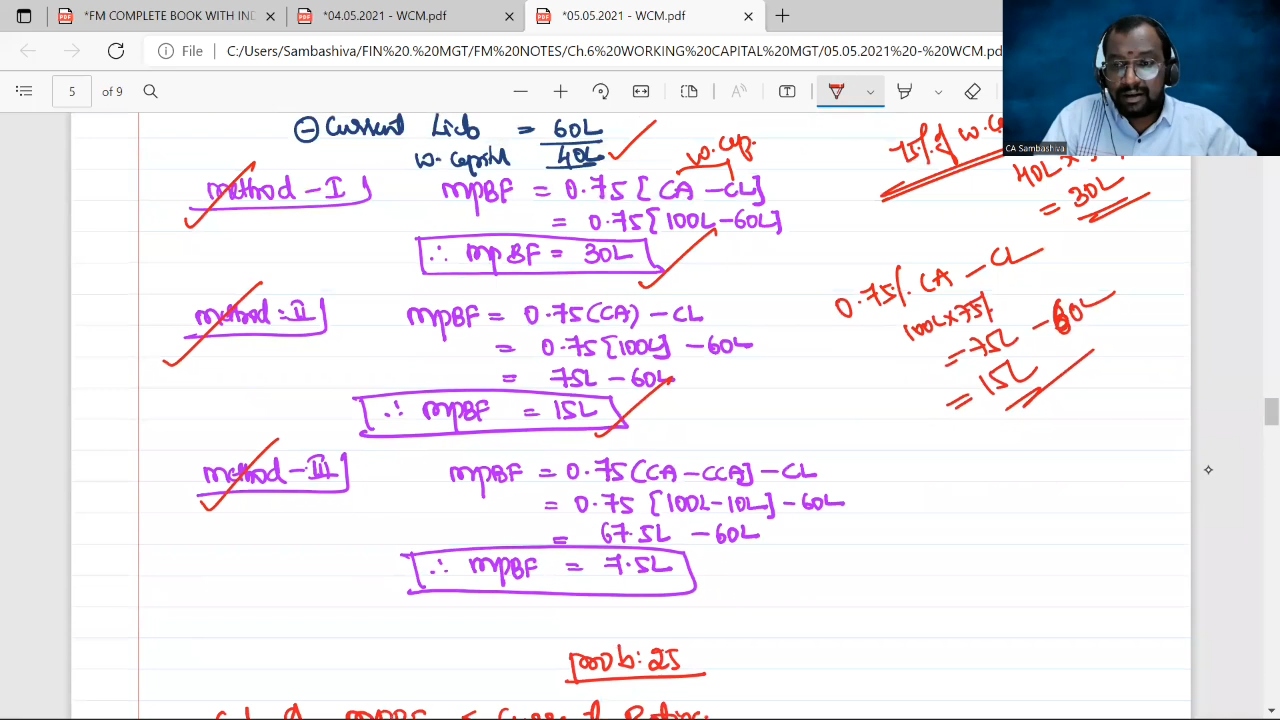 *FM COMPLETE BOOK WITH IND
*04.05.2021 - WCM.pdf
*05.05.2021 - WCM.pdf
File C:/Users/Sambashiva/FIN%20.%20MGT/FM%20NOTES/Ch.6%20WORKING%20CAPITAL%20MGT/05.05.2021%20-%20WCM.pd
5 of 9
CA Sambashiva
⊖ Current Liab = 60L
w. capital 40L
w. cap.
75% of w. ca
40L x
= 30L
method - I mpBF = 0.75 [CA - CL]
= 0.75 [100L - 60L]
∴ mpBF = 30L
method = II mpBF = 0.75 (CA) - CL
= 0.75 [100L] - 60L
= 75L - 60L
∴ mpBF = 15L
0.75% CA - CL
100L x 75%
= 75L - 60L
= 15L
method - III mpBF = 0.75 (CA - CCA] - CL
= 0.75 [100L - 10L] - 60L
= 67.5L - 60L
∴ mpBF = 7.5L
prob: 25